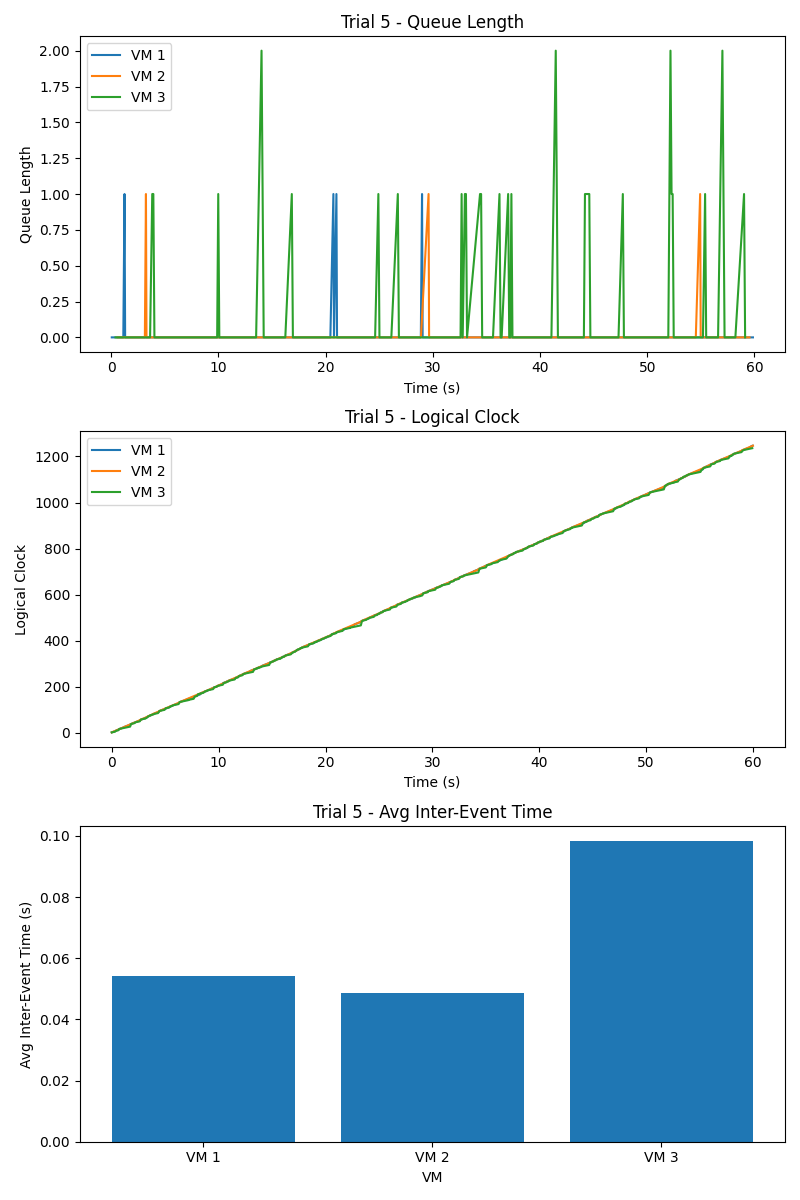 Trial 5 - Queue Length
VM 1
VM 2
VM 3
2.00
1.75
1.50
1.25
1.00
0.75
0.50
0.25
0.00
Queue Length
0 10 20 30 40 50 60
Time (s)
Trial 5 - Logical Clock
VM 1
VM 2
VM 3
1200
1000
800
600
400
200
0
Logical Clock
0 10 20 30 40 50 60
Time (s)
Trial 5 - Avg Inter-Event Time
0.10
0.08
0.06
0.04
0.02
0.00
Avg Inter-Event Time (s)
VM 1 VM 2 VM 3
VM